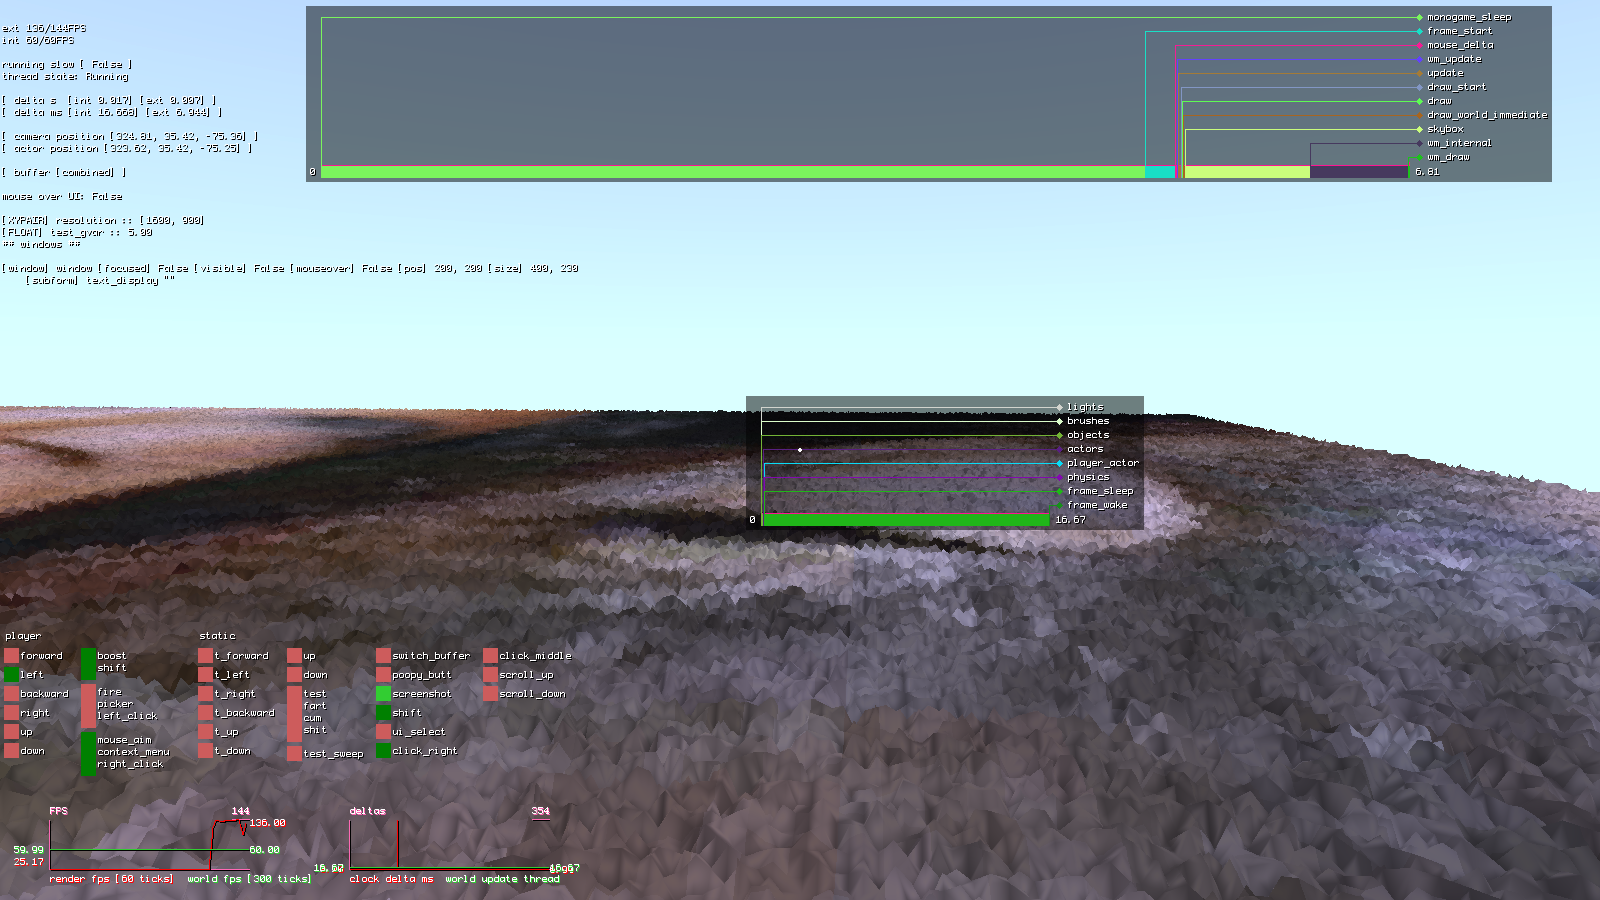 ext 136/144FPS
int 60/60FPS
running slow [ False ]
thread state: Running
[ delta s  [int 0.017] [ext 0.007] ]
[ delta ms [int 16.668] [ext 6.944] ]
[ camera position [324.81, 35.42, -75.36] ]
[ actor position [323.62, 35.42, -75.25] ]
[ buffer [combined] ]
mouse over UI: False
[XYPAIR] resolution :: [1600, 900]
[FLOAT] test_gvar :: 5.00
## windows ##
[window] window [focused] False [visible] False [mouseover] False [pos] 200, 200 [size] 400, 230
[subform] text_display ""
monogame_sleep
frame_start
mouse_delta
wm_update
update
draw_start
draw
draw_world_immediate
skybox
wm_internal
wm_draw
0 6.81
lights
brushes
objects
actors
player_actor
physics
frame_sleep
frame_wake
0 16.67
player
forward
left
backward
right
up
down
boost
shift
fire
picker
left_click
mouse_aim
context_menu
right_click
static
t_forward
t_left
t_right
t_backward
t_up
t_down
up
down
test
fart
cum
shit
test_sweep
switch_buffer
poopy_butt
screenshot
shift
ui_select
click_right
click_middle
scroll_up
scroll_down
FPS 144
136.00
59.99 60.00
25.17
render fps [60 ticks] world fps [300 ticks]
deltas 354
clock delta ms world update thread